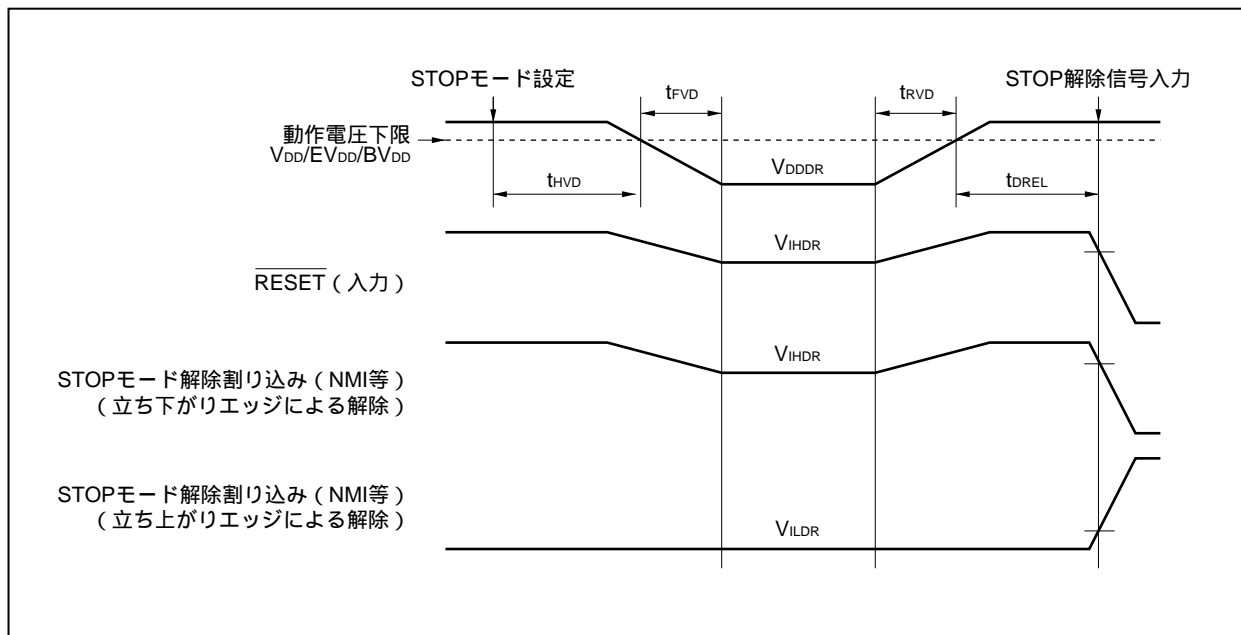 STOPモード設定
STOP解除信号入力
tFVD
tRVD
動作電圧下限
VDD/EVDD/BVDD
VDDDR
tHVD
tDREL
VIHDR
RESET（入力）
VIHDR
STOPモード解除割り込み（NMI等）
（立ち下がりエッジによる解除）
STOPモード解除割り込み（NMI等）
（立ち上がりエッジによる解除）
VILDR